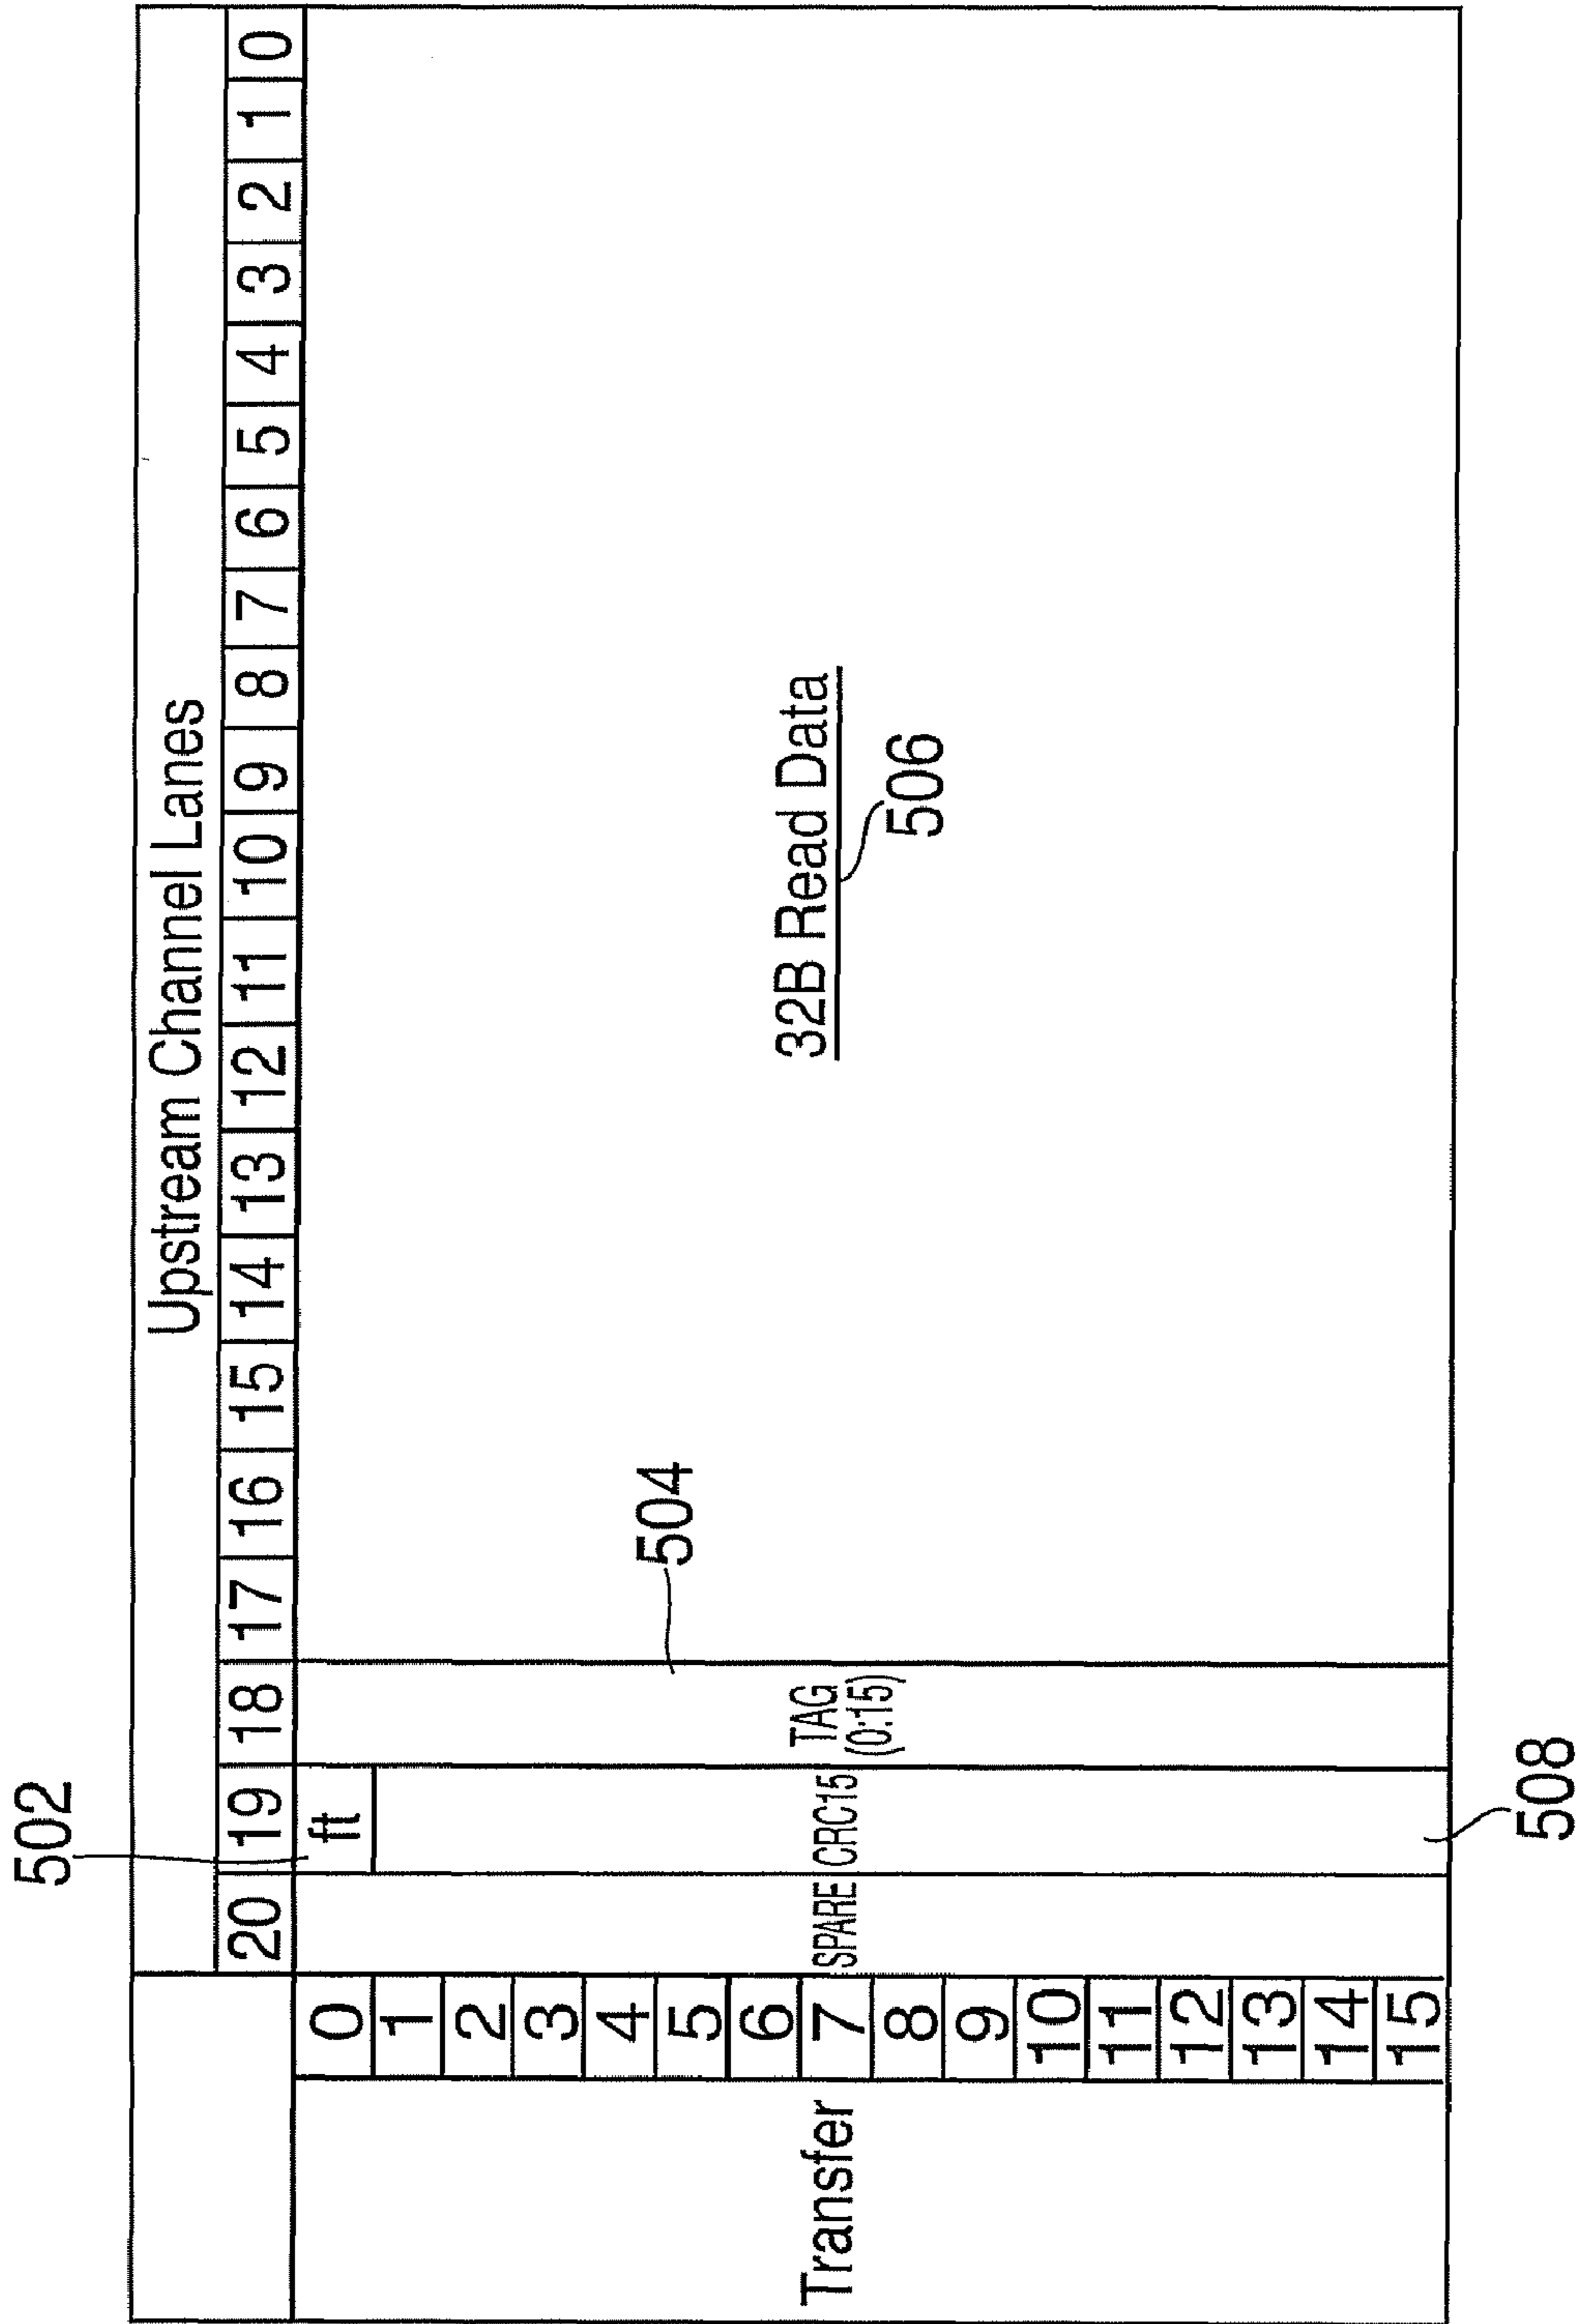 502
Upstream Channel Lanes
20 19 18 17 16 15 14 13 12 11 10 9 8 7 6 5 4 3 2 1 0
Transfer
0
1
2
3
4
5
6
7
8
9
10
11
12
13
14
15
ft
SPARE
CRC15
TAG
(0:15)
504
32B Read Data
506
508